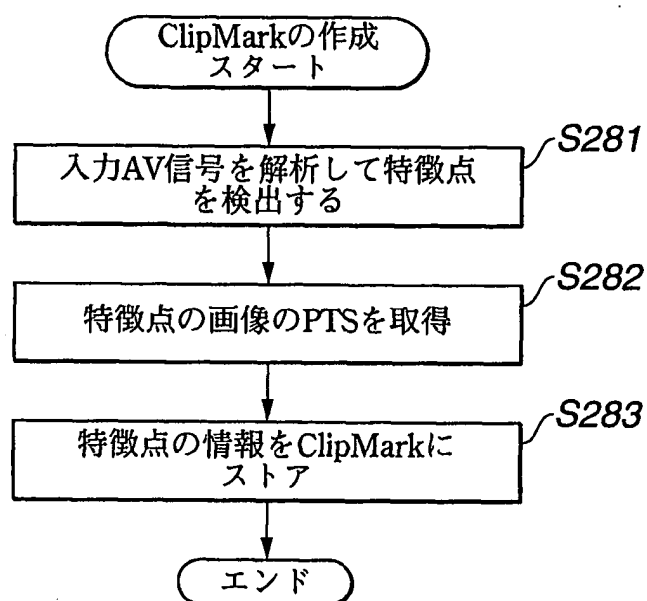 ClipMarkの作成
スタート
S281
入力AV信号を解析して特徴点
を検出する
S282
特徴点の画像のPTSを取得
S283
特徴点の情報をClipMarkに
ストア
エンド